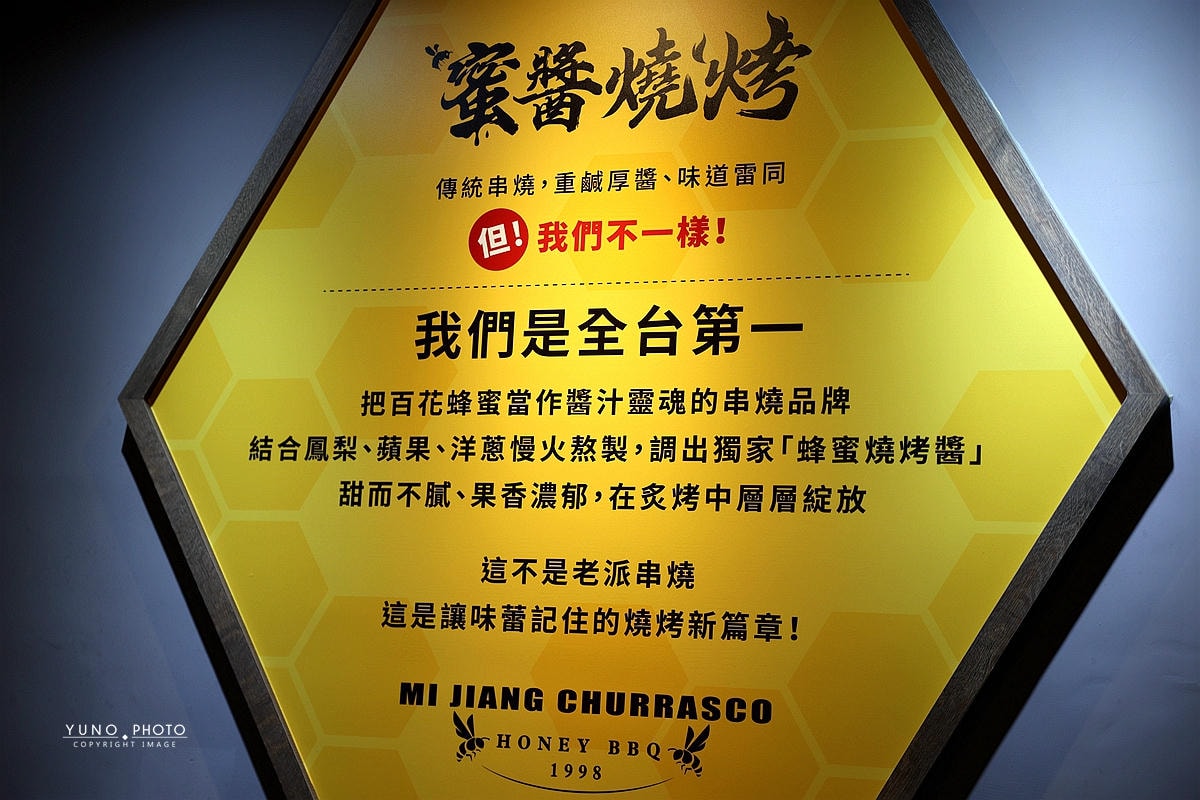 蜜醬燒烤
傳統串燒，重鹹厚醬、味道雷同
但！我們不一樣！
我們是全台第一
把百花蜂蜜當作醬汁靈魂的串燒品牌
結合鳳梨、蘋果、洋蔥慢火熬製，調出獨家「蜂蜜燒烤醬」
甜而不膩、果香濃郁，在炙烤中層層綻放
這不是老派串燒
這是讓味蕾記住的燒烤新篇章！
MI JIANG CHURRASCO
HONEY BBQ
1998
YUNO PHOTO
COPYRIGHT IMAGE